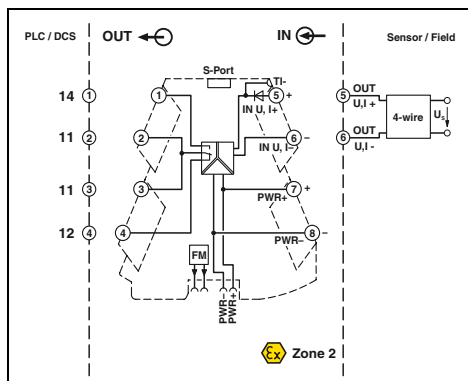 PLC / DCS OUT IN Sensor / Field
S-Port
TI-
14 1 1 5 + 5 OUT
IN U, I+ U,I +
4-wire Us
11 2 2 6 – 6 OUT
IN U, I- U,I -
11 3 3 7 +
PWR+
12 4 4 8 –
PWR–
FM
PWR -
PWR+
Ex Zone 2